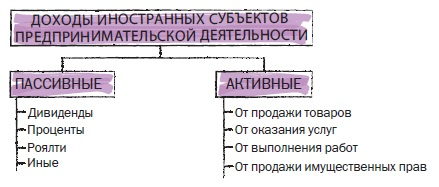 ДОХОДЫ ИНОСТРАННЫХ СУБЪЕКТОВ
ПРЕДПРИНИМАТЕЛЬСКОЙ ДЕЯТЕЛЬНОСТИ
ПАССИВНЫЕ
Дивиденды
Проценты
Роялти
Иные
АКТИВНЫЕ
От продажи товаров
От оказания услуг
От выполнения работ
От продажи имущественных прав